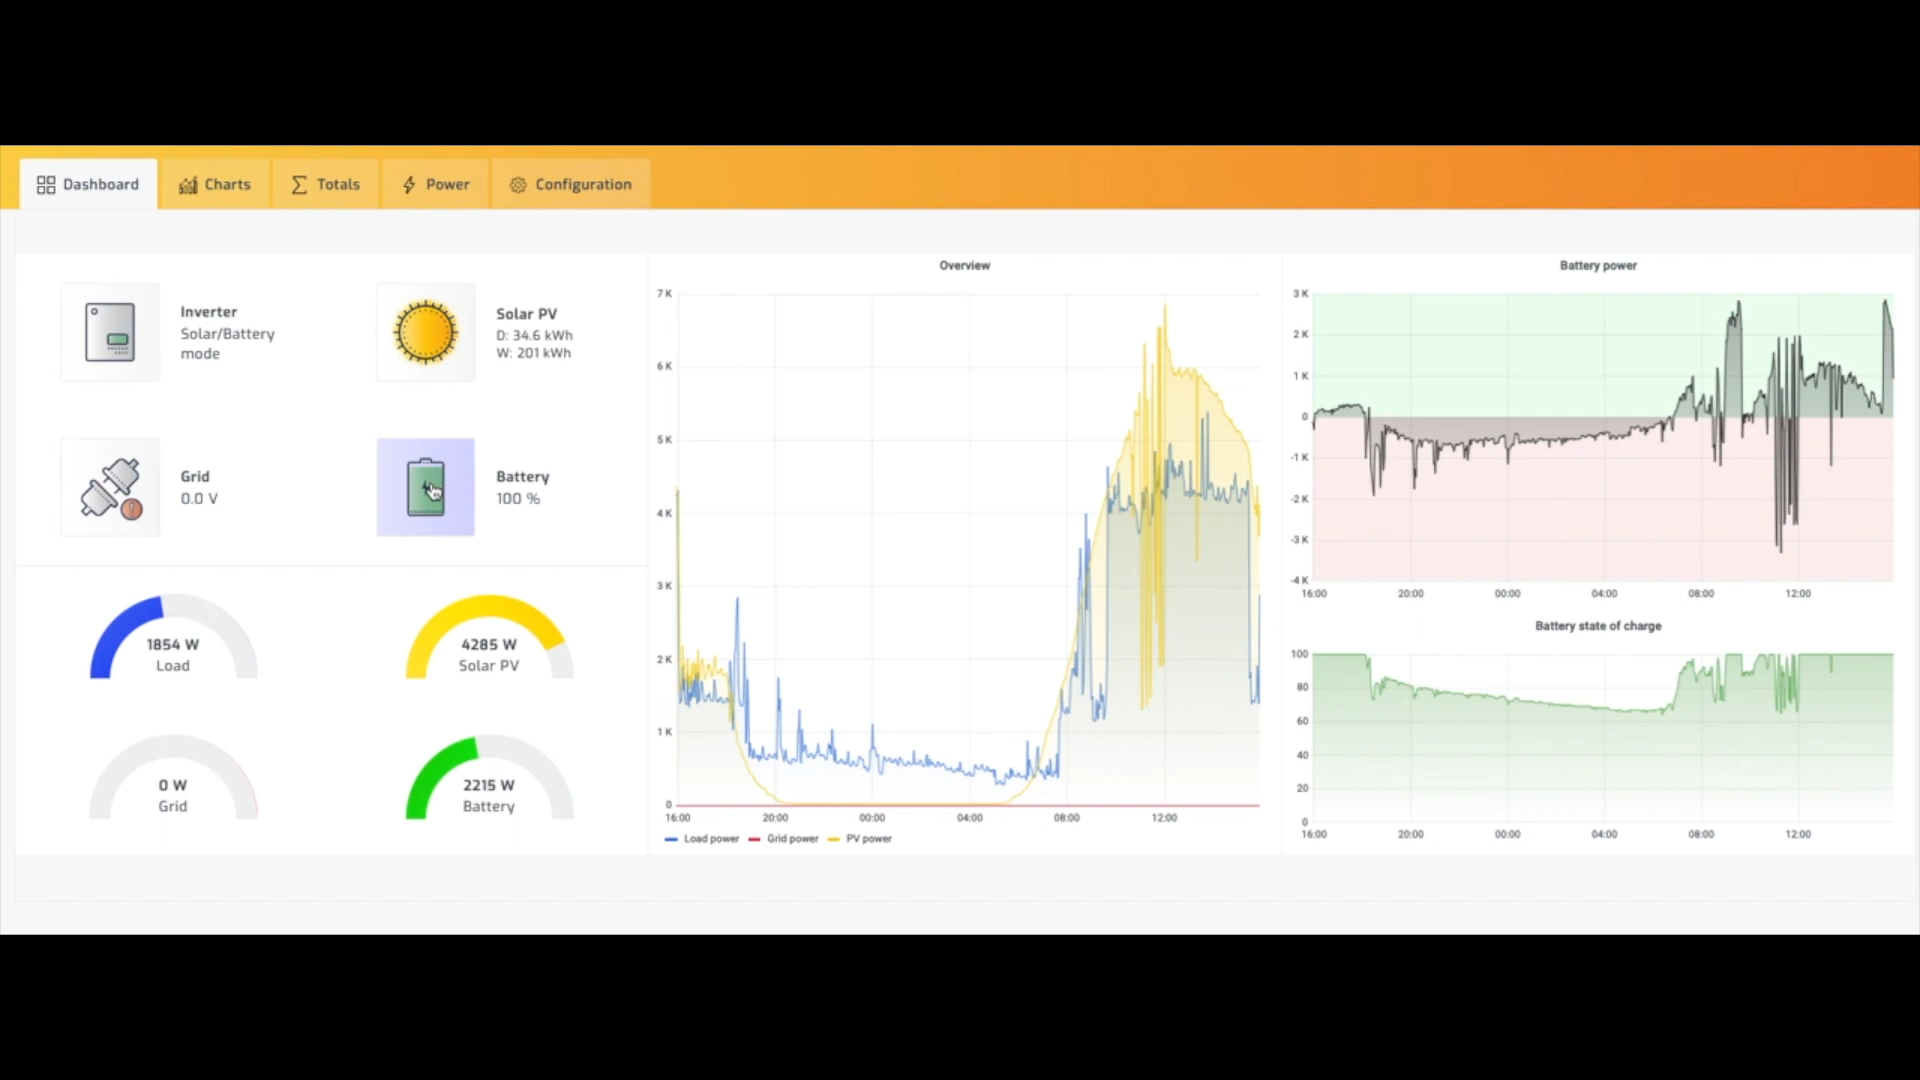 Dashboard
Charts
Totals
Power
Configuration
Inverter
Solar/Battery
mode
Solar PV
D: 34.6 kWh
W: 201 kWh
Grid
0.0 V
Battery
100 %
1854 W
Load
4285 W
Solar PV
0 W
Grid
2215 W
Battery
Overview
7 K
6 K
5 K
4 K
3 K
2 K
1 K
0
16:00 20:00 00:00 04:00 08:00 12:00
Load power Grid power PV power
Battery power
3 K
2 K
1 K
0
-1 K
-2 K
-3 K
-4 K
16:00 20:00 00:00 04:00 08:00 12:00
Battery state of charge
100
80
60
40
20
0
16:00 20:00 00:00 04:00 08:00 12:00